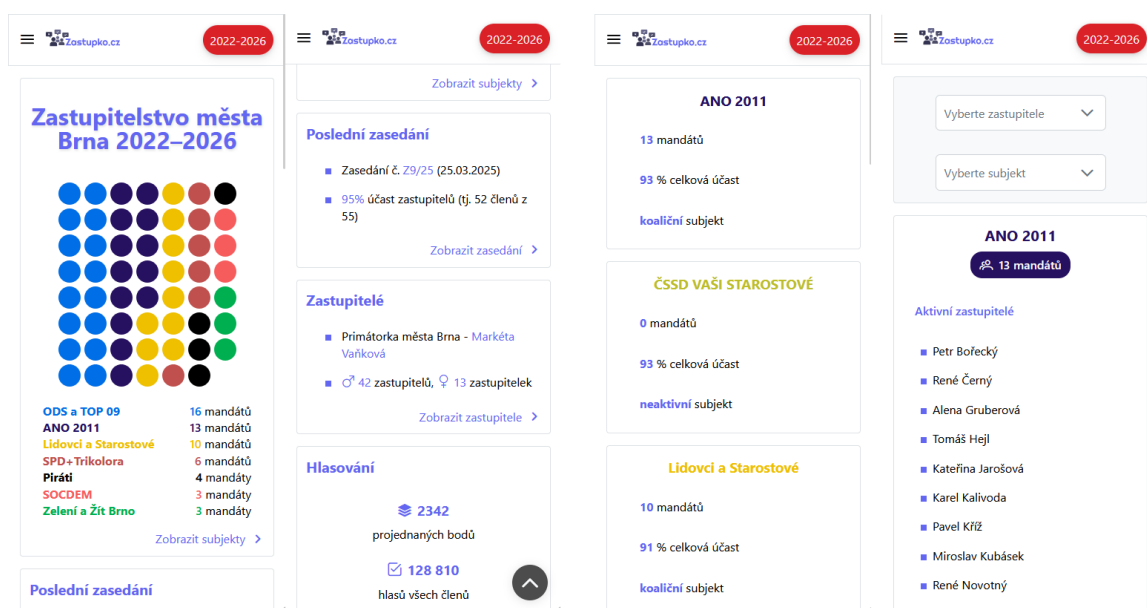 Zastupko.cz
2022-2026
Zastupitelstvo města
Brna 2022–2026
ODS a TOP 09 16 mandátů
ANO 2011 13 mandátů
Lidovci a Starostové 10 mandátů
SPD+Trikolora 6 mandátů
Piráti 4 mandáty
SOCDEM 3 mandáty
Zelení a Žít Brno 3 mandáty
Zobrazit subjekty
Poslední zasedání
Zastupko.cz
2022-2026
Zobrazit subjekty
Poslední zasedání
Zasedání č. Z9/25 (25.03.2025)
95% účast zastupitelů (tj. 52 členů z
55)
Zobrazit zasedání
Zastupitelé
Primátorka města Brna - Markéta
Vaňková
♂ 42 zastupitelů, ♀ 13 zastupitelek
Zobrazit zastupitele
Hlasování
2342
projednaných bodů
128 810
hlasů všech členů
Zastupko.cz
2022-2026
ANO 2011
13 mandátů
93 % celková účast
koaliční subjekt
ČSSD VAŠI STAROSTOVÉ
0 mandátů
93 % celková účast
neaktivní subjekt
Lidovci a Starostové
10 mandátů
91 % celková účast
koaliční subjekt
Zastupko.cz
2022-2026
Vyberte zastupitele
Vyberte subjekt
ANO 2011
13 mandátů
Aktivní zastupitelé
Petr Bořecký
René Černý
Alena Gruberová
Tomáš Hejl
Kateřina Jarošová
Karel Kalivoda
Pavel Kříž
Miroslav Kubásek
René Novotný